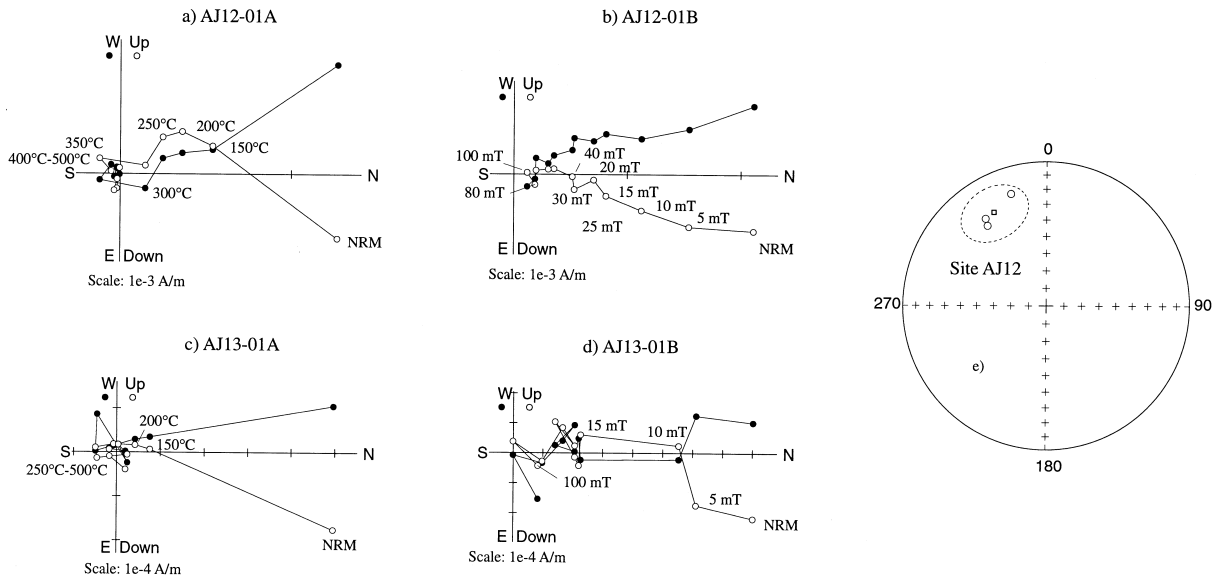 a) AJ12-01A
W Up
250°C 200°C
350°C 150°C
400°C-500°C
S N
300°C
NRM
E Down
Scale: 1e-3 A/m
b) AJ12-01B
W Up
100 mT 40 mT
20 mT
S N
80 mT 30 mT 15 mT
10 mT
25 mT 5 mT
NRM
E Down
Scale: 1e-3 A/m
c) AJ13-01A
W Up
200°C
150°C
S N
250°C-500°C
NRM
E Down
Scale: 1e-4 A/m
d) AJ13-01B
W Up
15 mT 10 mT
S N
100 mT
5 mT
NRM
E Down
Scale: 1e-4 A/m
0
Site AJ12
270 90
e)
180